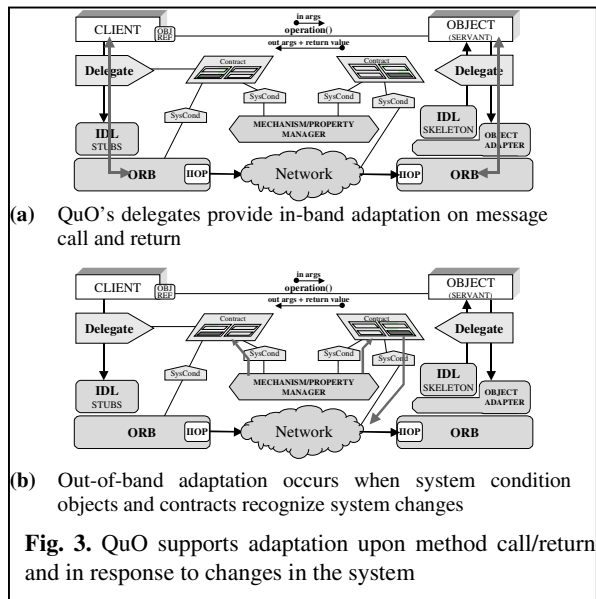 in args
CLIENT
OBJ
REF
operation()
OBJECT
(SERVANT)
out args + return value
Delegate
Contract
Contract
Delegate
SysCond
SysCond
SysCond
SysCond
MECHANISM/PROPERTY
MANAGER
IDL
STUBS
IDL
SKELETON
OBJECT
ADAPTER
ORB
IIOP
Network
IIOP
ORB
(a) QuO's delegates provide in-band adaptation on message
call and return
in args
CLIENT
OBJ
REF
operation()
OBJECT
(SERVANT)
out args + return value
Delegate
Contract
Contract
Delegate
SysCond
SysCond
SysCond
SysCond
MECHANISM/PROPERTY
MANAGER
IDL
STUBS
IDL
SKELETON
OBJECT
ADAPTER
ORB
IIOP
Network
IIOP
ORB
(b) Out-of-band adaptation occurs when system condition
objects and contracts recognize system changes
Fig. 3. QuO supports adaptation upon method call/return
and in response to changes in the system